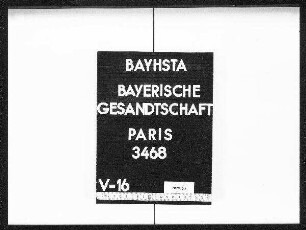 BAYHSTA
BAYERISCHE
GESANDTSCHAFT
PARIS
3468
V-16